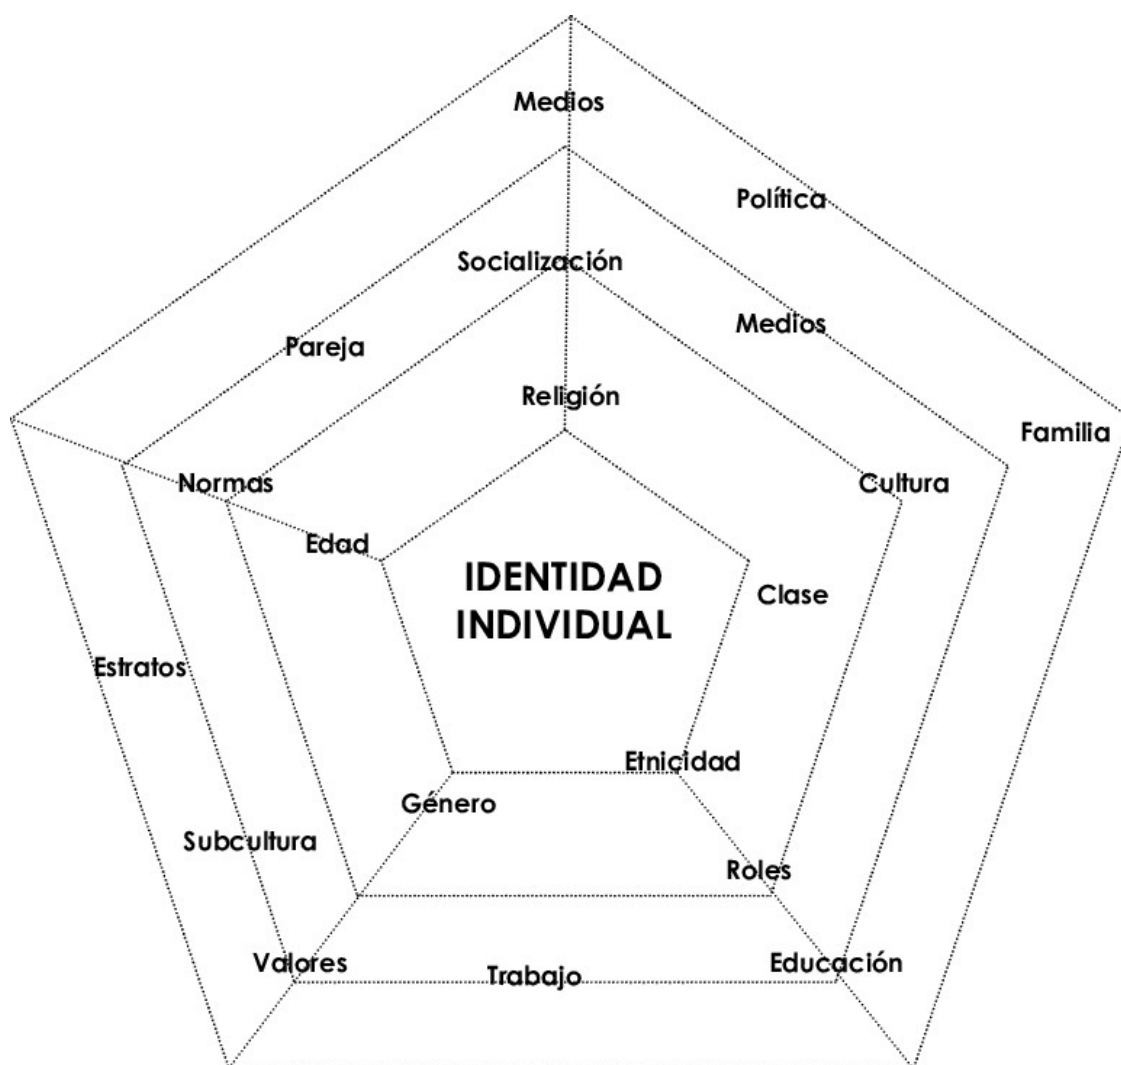 Medios
Política
Socialización
Medios
Pareja
Religión
Familia
Normas
Cultura
Edad
IDENTIDAD
INDIVIDUAL
Clase
Estratos
Etnicidad
Género
Subcultura
Roles
Valores
Trabajo
Educación